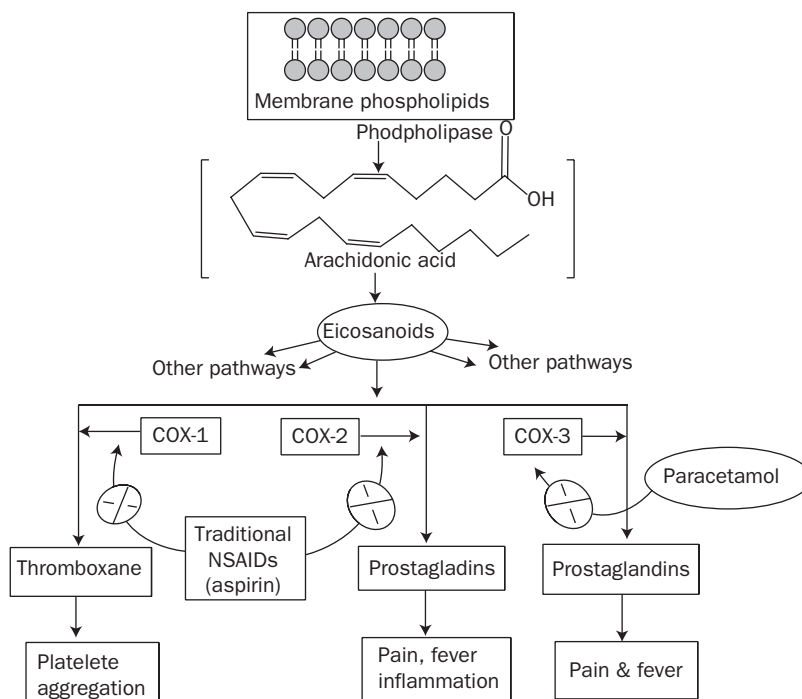 Membrane phospholipids
Phodpholipase
O
OH
Arachidonic acid
Eicosanoids
Other pathways
Other pathways
COX-1
COX-2
COX-3
Paracetamol
Traditional
NSAIDs
(aspirin)
Thromboxane
Prostagladins
Prostaglandins
Platelete
aggregation
Pain, fever
inflammation
Pain & fever